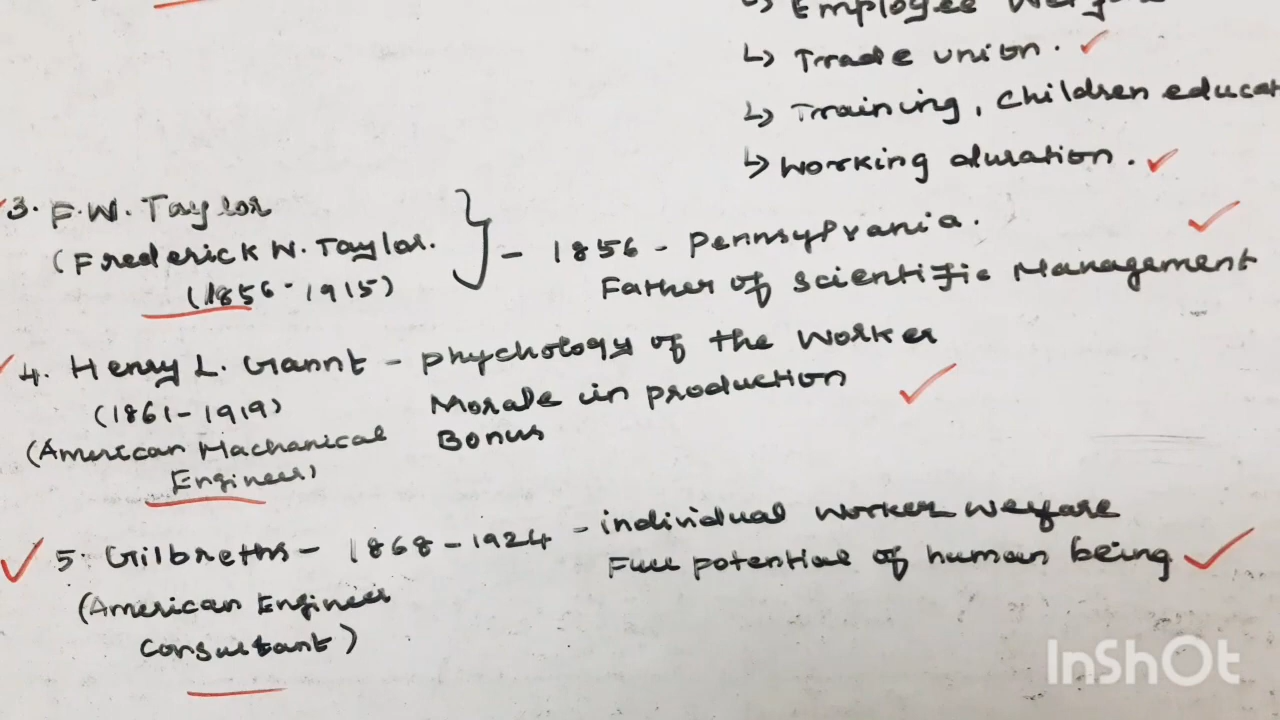 ↳ Employee Welfare
↳ Trade union.
↳ Training, children educat
↳ Working duration.
3. F.W. Taylor
(Frederick W. Taylor.
(1856-1915)
- 1856 - Pennsylvania.
Father of Scientific Management
4. Henry L. Gannt - Phychology of the Worker
(1861-1919) Morale in production
(American Machanical Bonus
Engineer)
5. Gilbreths - 1868-1924 - individual worker welfare
Full potential of human being
(American Engineer
Consultant)
InShOt